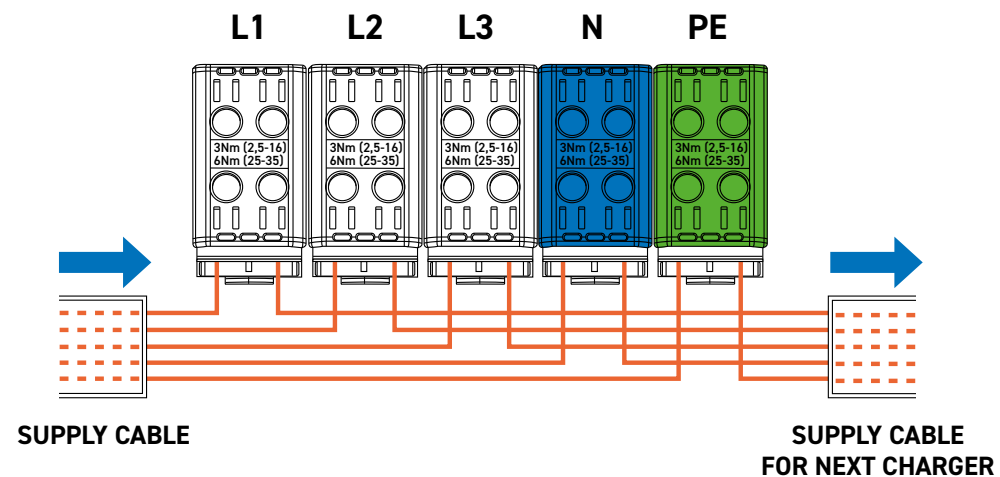 L1 L2 L3 N PE
3Nm (2,5-16) 3Nm (2,5-16) 3Nm (2,5-16) 3Nm (2,5-16) 3Nm (2,5-16)
6Nm (25-35) 6Nm (25-35) 6Nm (25-35) 6Nm (25-35) 6Nm (25-35)
SUPPLY CABLE
SUPPLY CABLE
FOR NEXT CHARGER